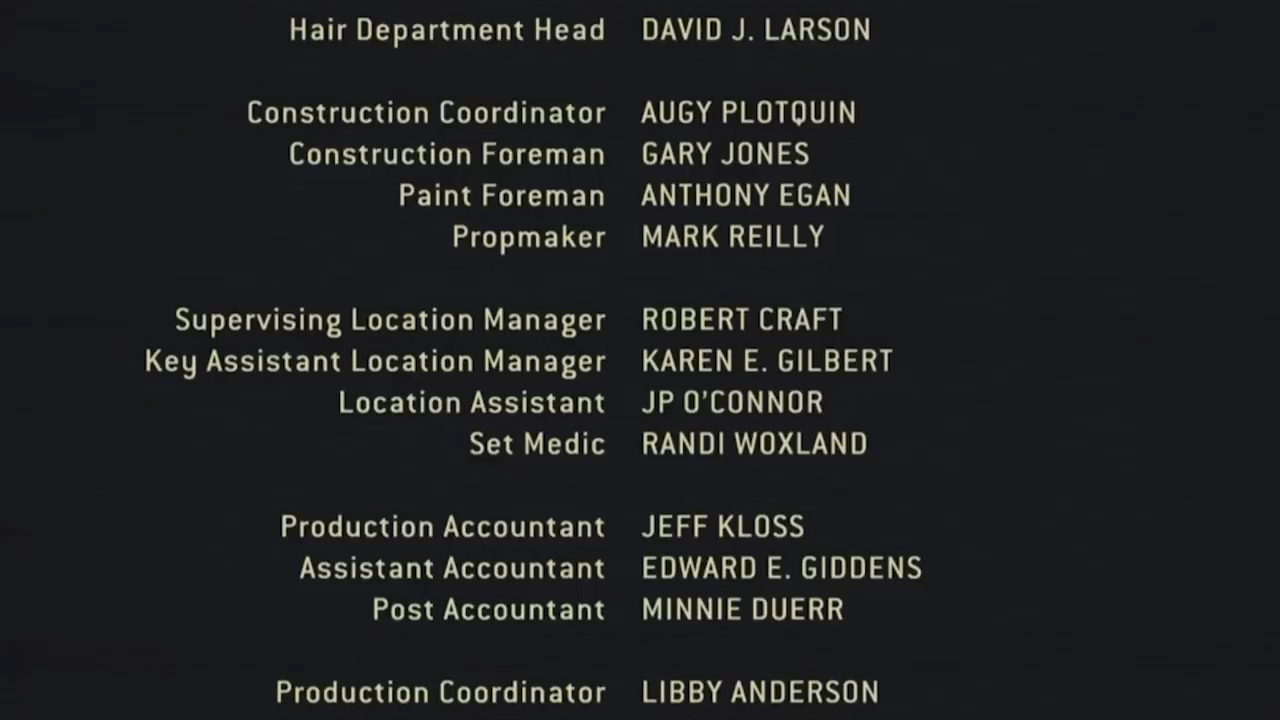 Hair Department Head DAVID J. LARSON
Construction Coordinator AUGY PLOTQUIN
Construction Foreman GARY JONES
Paint Foreman ANTHONY EGAN
Propmaker MARK REILLY
Supervising Location Manager ROBERT CRAFT
Key Assistant Location Manager KAREN E. GILBERT
Location Assistant JP O’CONNOR
Set Medic RANDI WOXLAND
Production Accountant JEFF KLOSS
Assistant Accountant EDWARD E. GIDDENS
Post Accountant MINNIE DUERR
Production Coordinator LIBBY ANDERSON